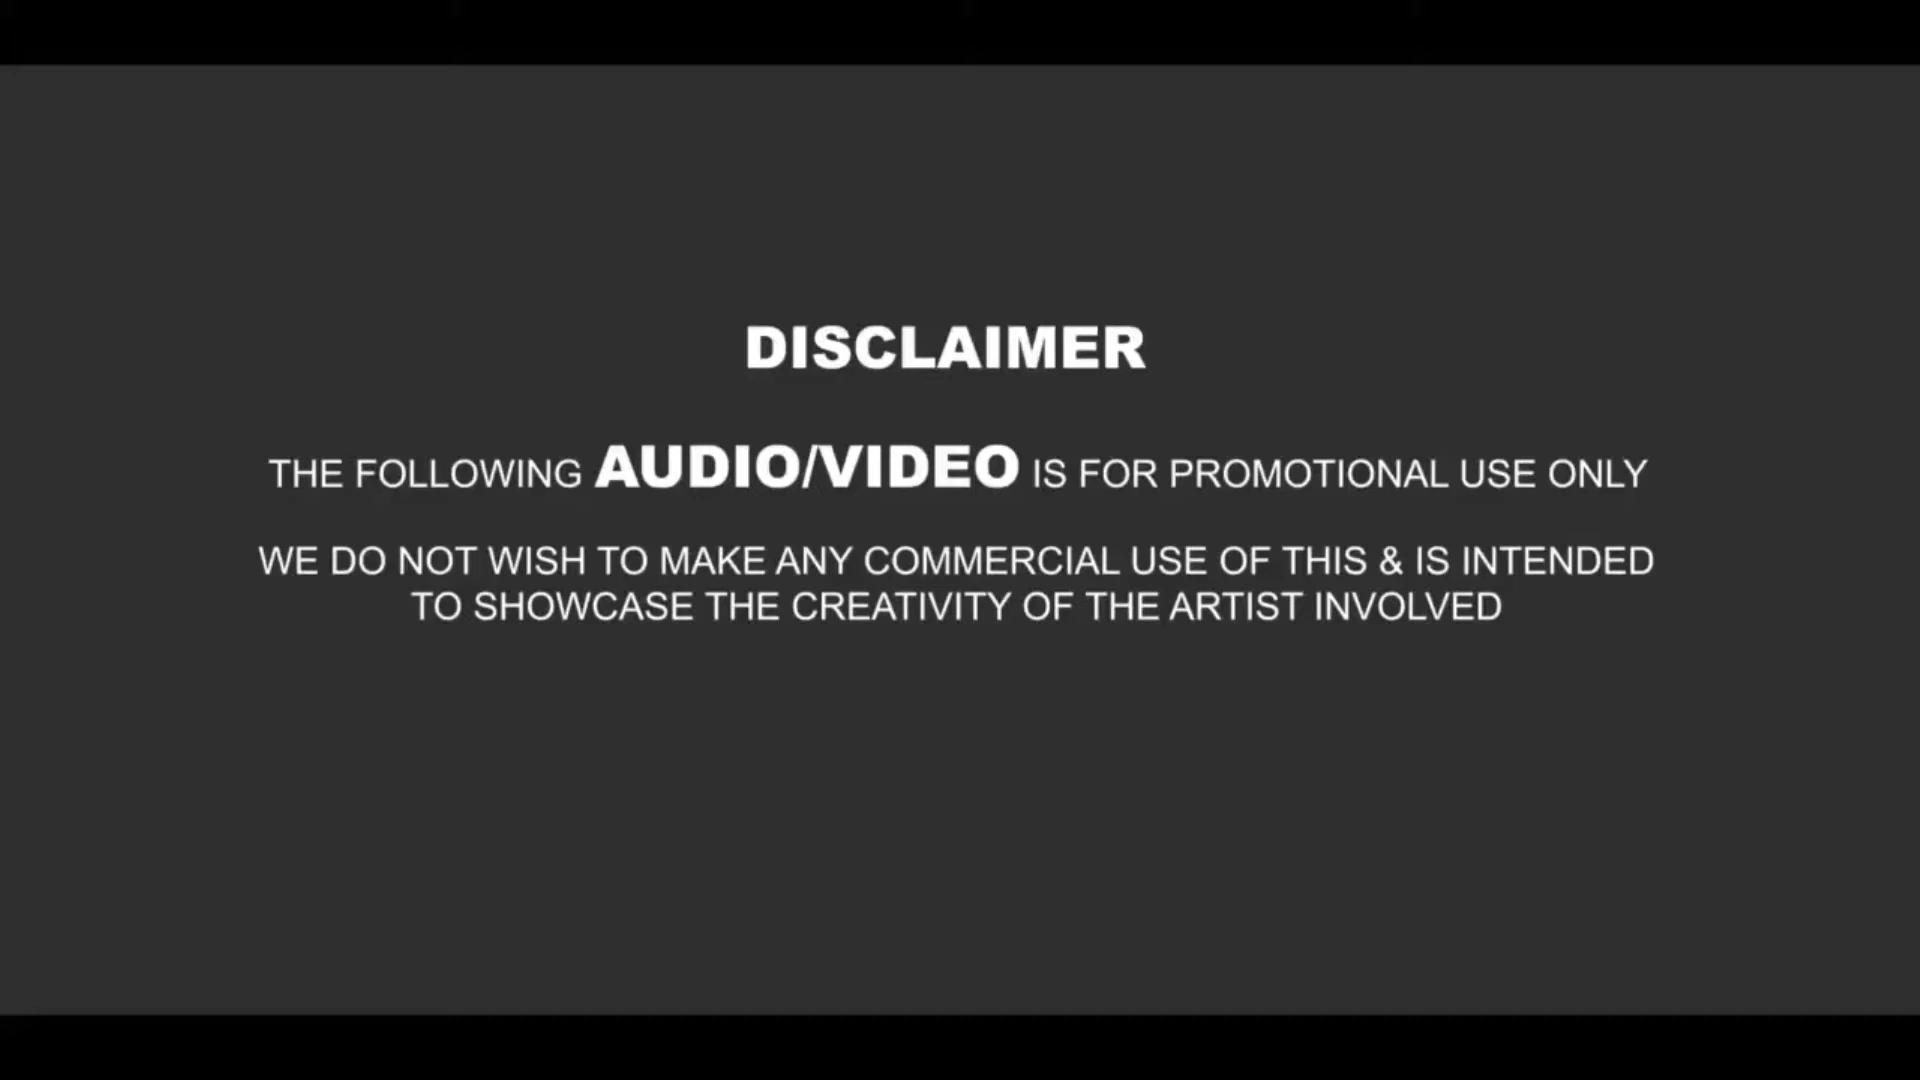 DISCLAIMER
THE FOLLOWING AUDIO/VIDEO IS FOR PROMOTIONAL USE ONLY
WE DO NOT WISH TO MAKE ANY COMMERCIAL USE OF THIS & IS INTENDED
TO SHOWCASE THE CREATIVITY OF THE ARTIST INVOLVED